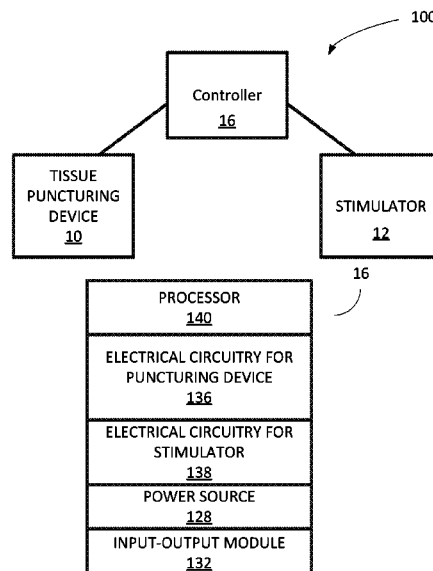 100
Controller
16
TISSUE
PUNCTURING
DEVICE
10
STIMULATOR
12
16
PROCESSOR
140
ELECTRICAL CIRCUITRY FOR
PUNCTURING DEVICE
136
ELECTRICAL CIRCUITRY FOR
STIMULATOR
138
POWER SOURCE
128
INPUT-OUTPUT MODULE
132